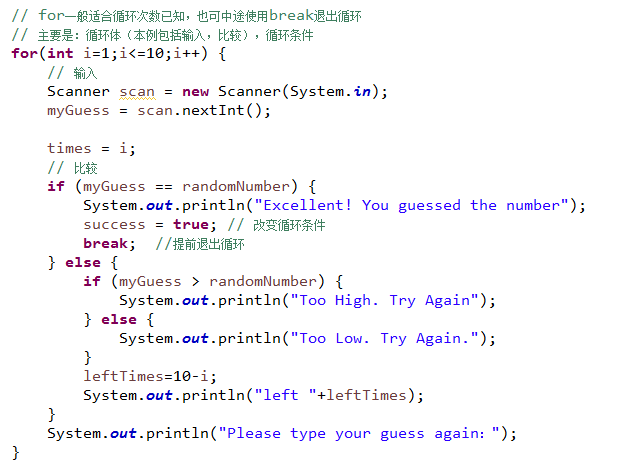 // for一般适合循环次数已知，也可中途使用break退出循环
// 主要是：循环体（本例包括输入，比较），循环条件
for(int i=1;i<=10;i++) {
    // 输入
    Scanner scan = new Scanner(System.in);
    myGuess = scan.nextInt();

    times = i;
    // 比较
    if (myGuess == randomNumber) {
        System.out.println("Excellent! You guessed the number");
        success = true; // 改变循环条件
        break;  //提前退出循环
    } else {
        if (myGuess > randomNumber) {
            System.out.println("Too High. Try Again");
        } else {
            System.out.println("Too Low. Try Again.");
        }
        leftTimes=10-i;
        System.out.println("left "+leftTimes);
    }
    System.out.println("Please type your guess again：");
}